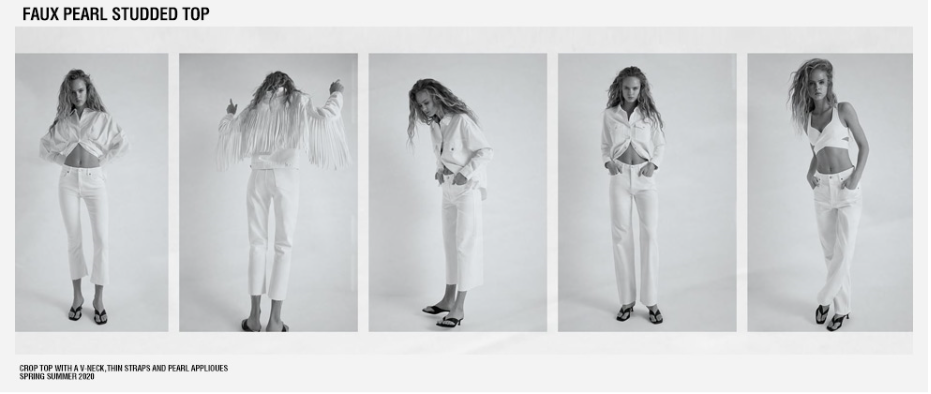 FAUX PEARL STUDDED TOP
CROP TOP WITH A V-NECK,THIN STRAPS AND PEARL APPLIQUES
SPRING SUMMER 2020